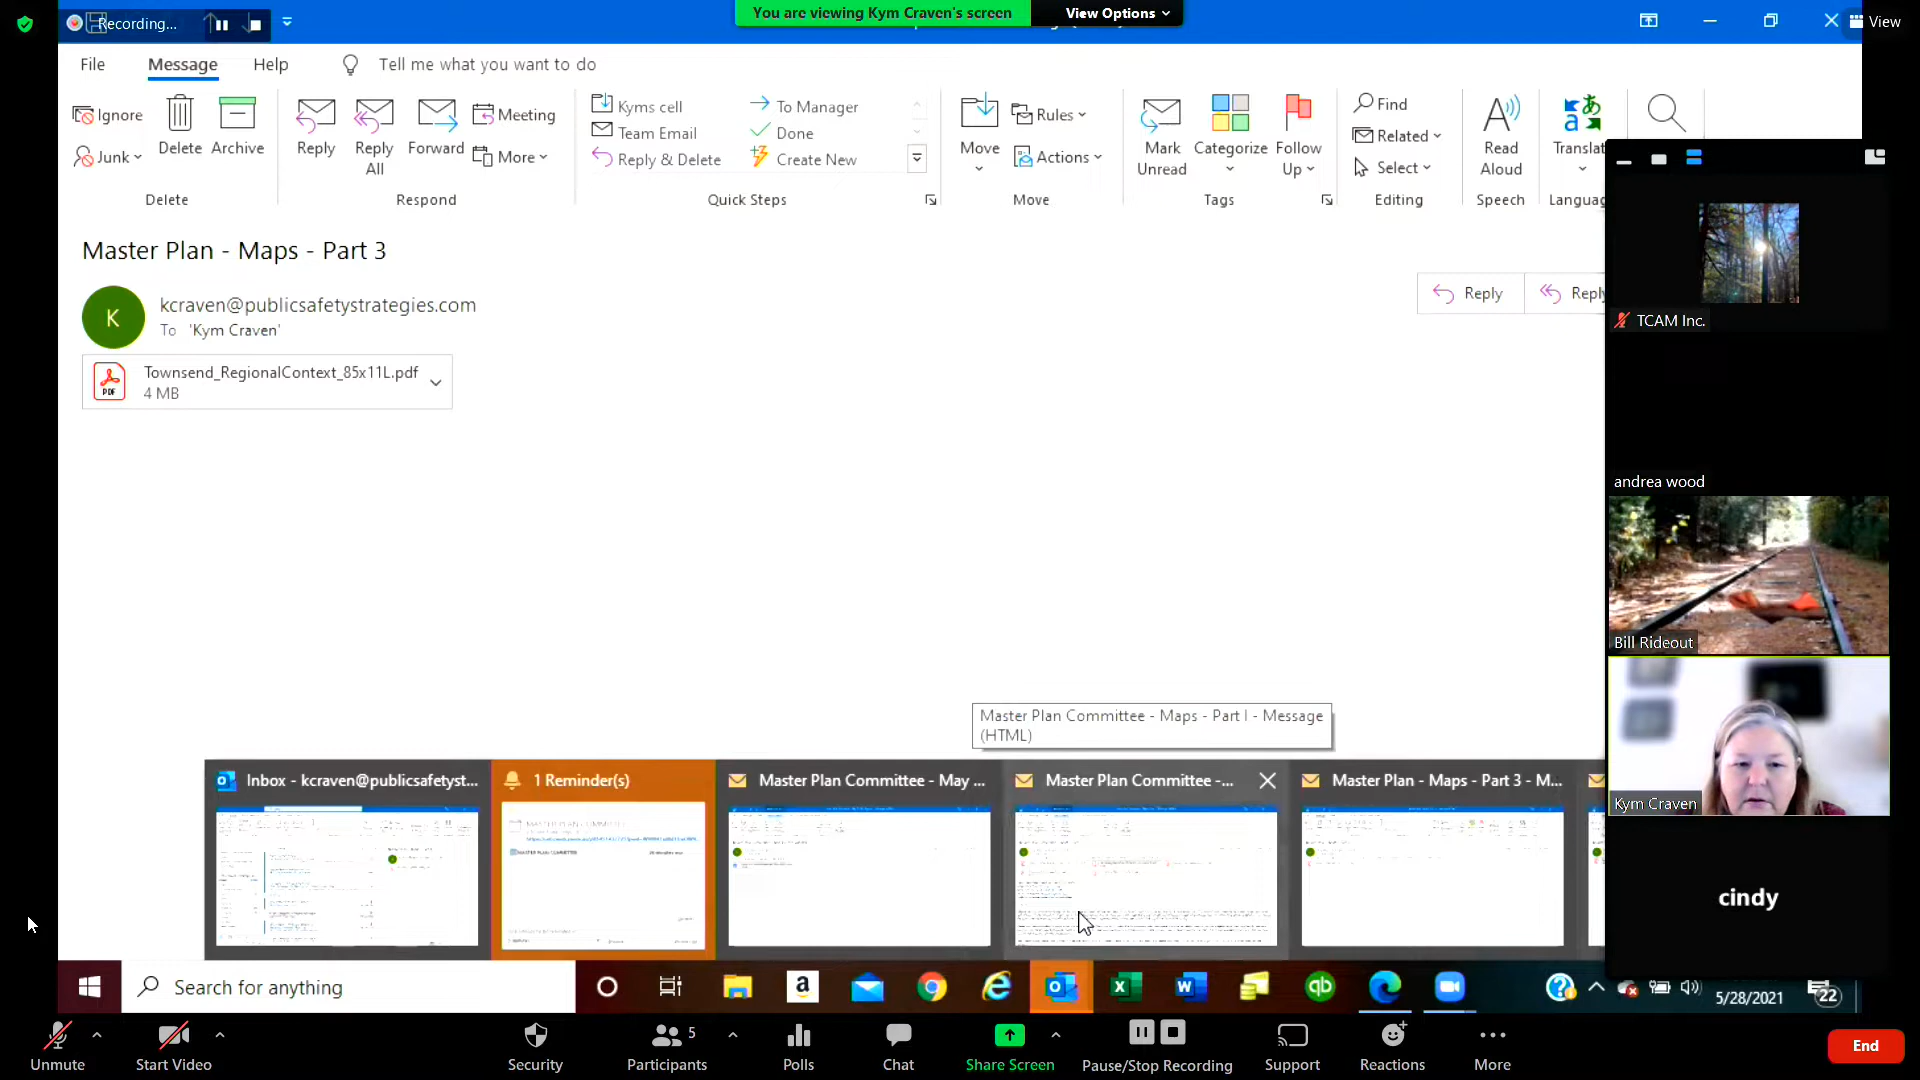 Recording...
You are viewing Kym Craven's screen
View Options
View
File
Message
Help
Tell me what you want to do
Ignore
Junk
Delete
Archive
Delete
Reply
Reply All
Forward
Meeting
More
Respond
Kyms cell
Team Email
Reply & Delete
To Manager
Done
Create New
Quick Steps
Move
Rules
Actions
Move
Mark Unread
Categorize
Follow Up
Tags
Find
Related
Select
Editing
Read Aloud
Speech
Translat
Languag
Master Plan - Maps - Part 3
K
kcraven@publicsafetystrategies.com
To 'Kym Craven'
Reply
Reply
PDF
Townsend_RegionalContext_85x11L.pdf
4 MB
TCAM Inc.
andrea wood
Bill Rideout
Kym Craven
cindy
Master Plan Committee - Maps - Part I - Message
(HTML)
Inbox - kcraven@publicsafetyst...
1 Reminder(s)
Master Plan Committee - May ...
Master Plan Committee -...
Master Plan - Maps - Part 3 - M...
Search for anything
5/28/2021
22
Unmute
Start Video
Security
Participants
5
Polls
Chat
Share Screen
Pause/Stop Recording
Support
Reactions
More
End